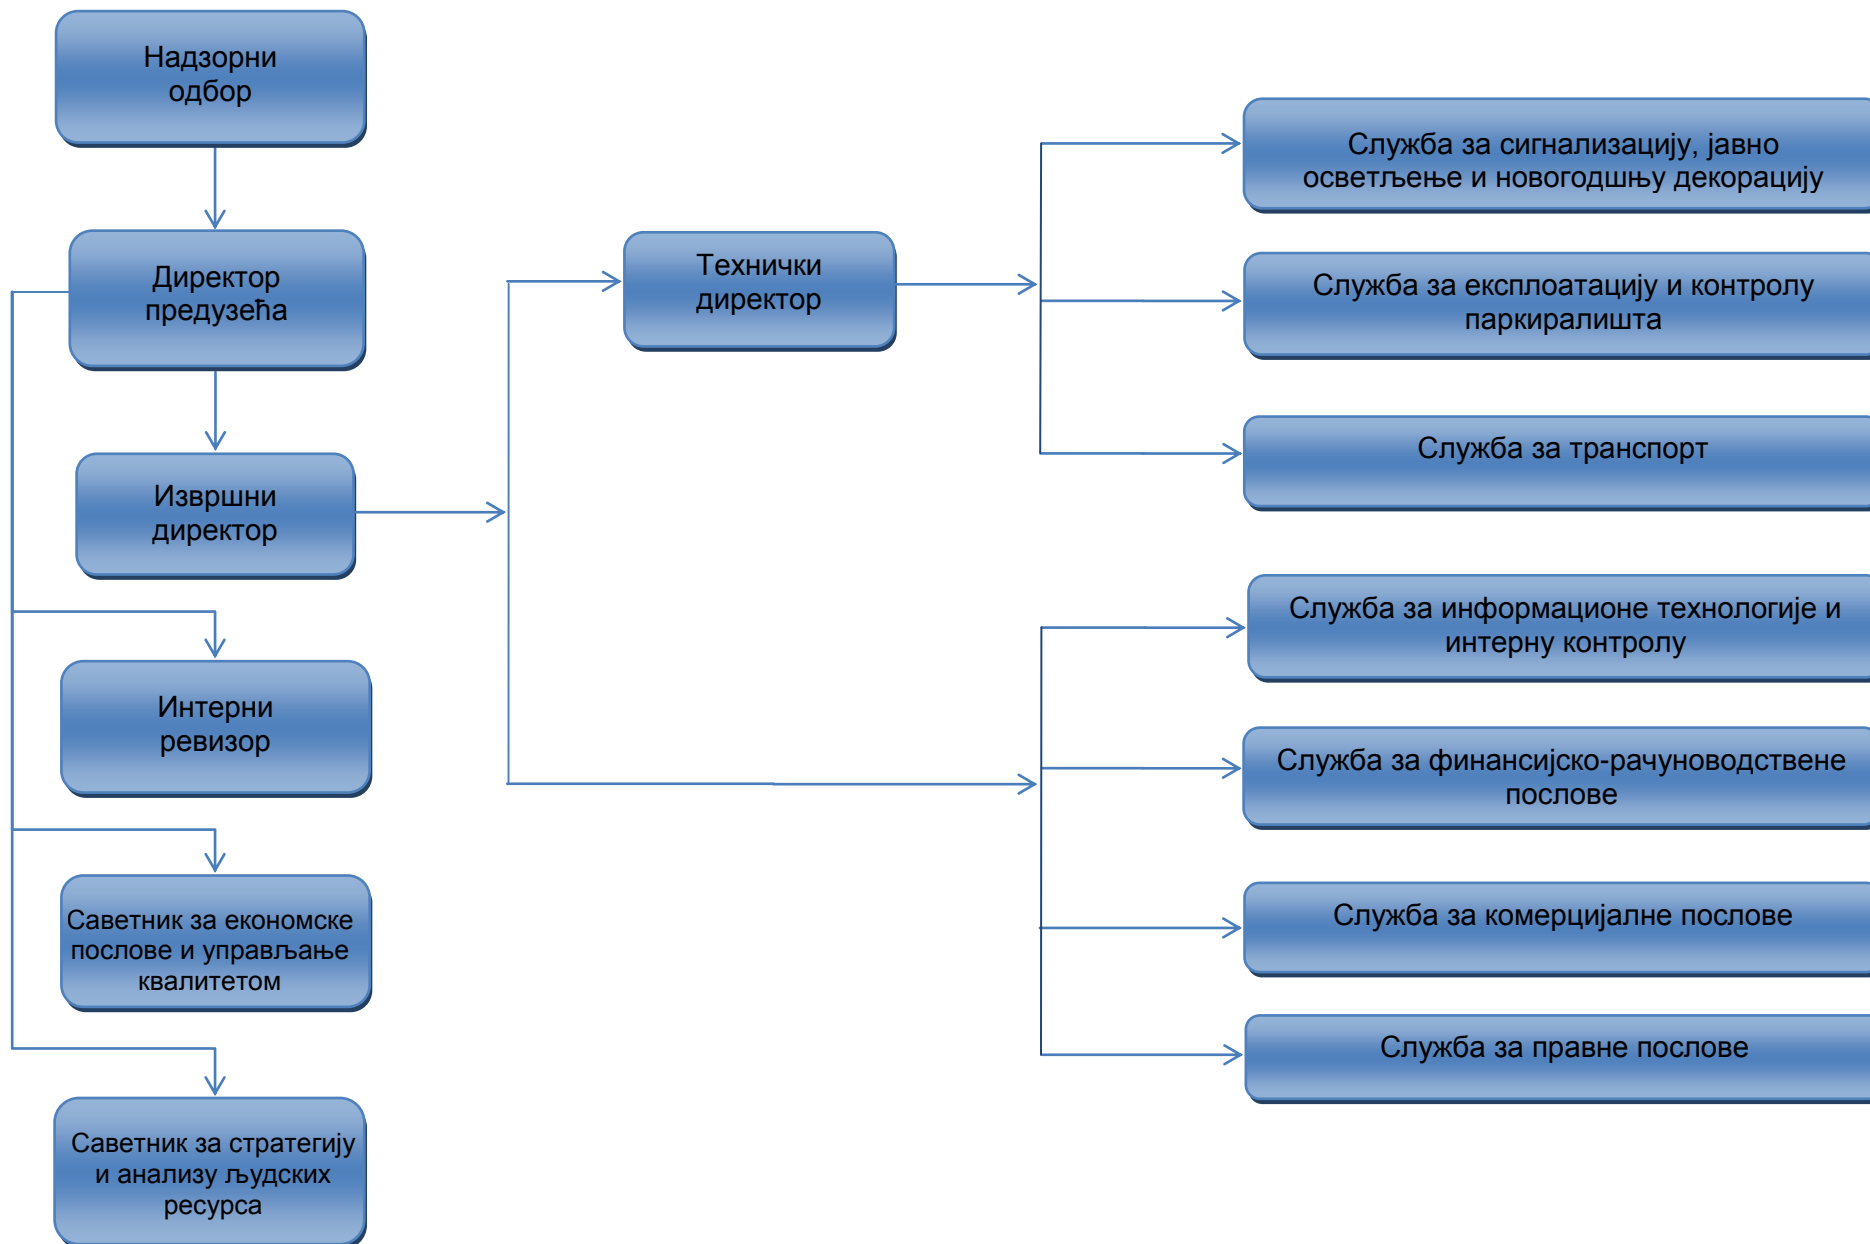 Надзорни
одбор
Директор
предузећа
Извршни
директор
Интерни
ревизор
Саветник за економске
послове и управљање
квалитетом
Саветник за стратегију
и анализу људских
ресурса
Технички
директор
Служба за сигнализацију, јавно
осветљење и новогодшњу декорацију
Служба за експлоатацију и контролу
паркиралишта
Служба за транспорт
Служба за информационе технологије и
интерну контролу
Служба за финансијско-рачуноводствене
послове
Служба за комерцијалне послове
Служба за правне послове